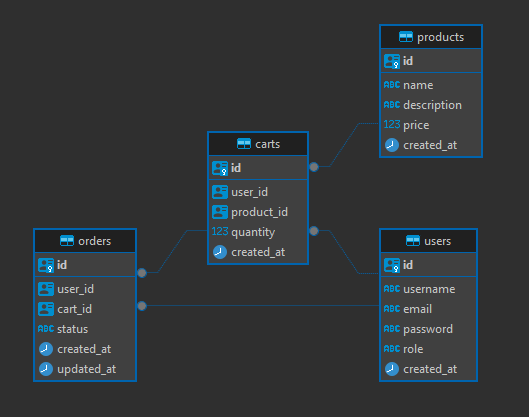 products
id
ABC name
ABC description
123 price
created_at
carts
id
user_id
product_id
123 quantity
created_at
orders
id
user_id
cart_id
ABC status
created_at
updated_at
users
id
ABC username
ABC email
ABC password
ABC role
created_at